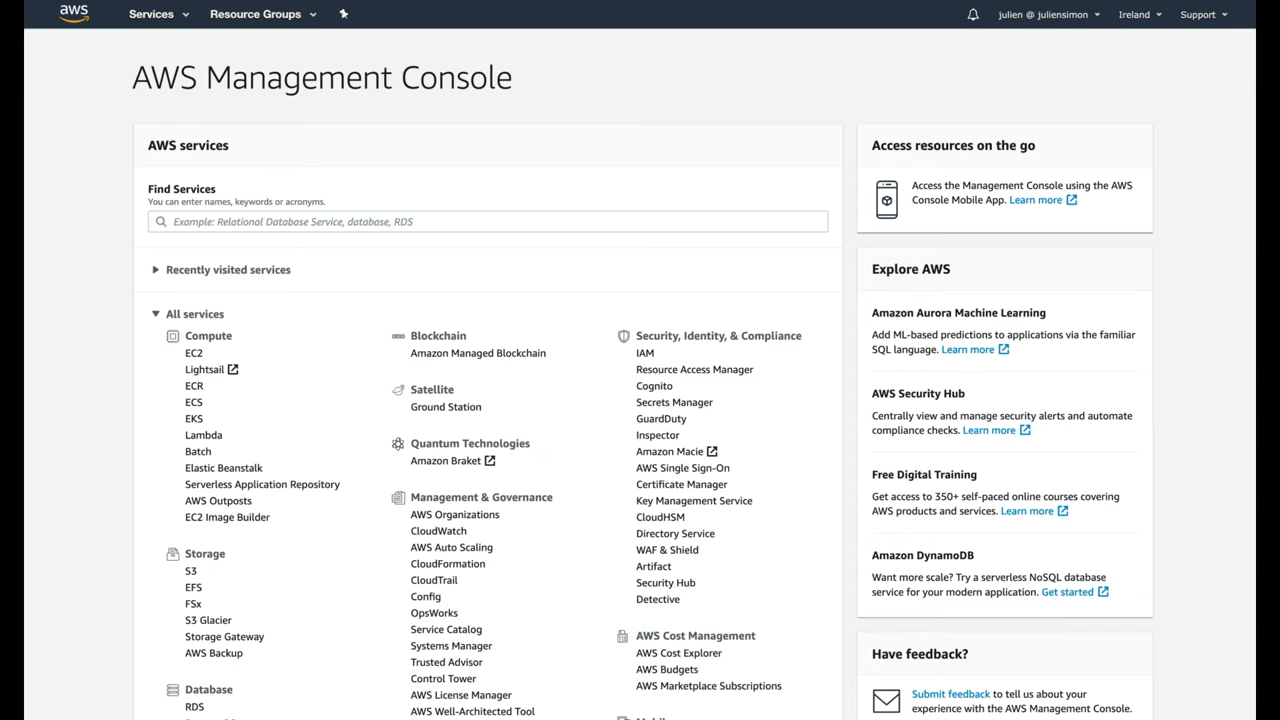 aws
Services
Resource Groups
julien @ juliensimon
Ireland
Support
AWS Management Console
AWS services
Find Services
You can enter names, keywords or acronyms.
Example: Relational Database Service, database, RDS
Recently visited services
All services
Compute
EC2
Lightsail
ECR
ECS
EKS
Lambda
Batch
Elastic Beanstalk
Serverless Application Repository
AWS Outposts
EC2 Image Builder
Storage
S3
EFS
FSx
S3 Glacier
Storage Gateway
AWS Backup
Database
RDS
Blockchain
Amazon Managed Blockchain
Satellite
Ground Station
Quantum Technologies
Amazon Braket
Management & Governance
AWS Organizations
CloudWatch
AWS Auto Scaling
CloudFormation
CloudTrail
Config
OpsWorks
Service Catalog
Systems Manager
Trusted Advisor
Control Tower
AWS License Manager
AWS Well-Architected Tool
Security, Identity, & Compliance
IAM
Resource Access Manager
Cognito
Secrets Manager
GuardDuty
Inspector
Amazon Macie
AWS Single Sign-On
Certificate Manager
Key Management Service
CloudHSM
Directory Service
WAF & Shield
Artifact
Security Hub
Detective
AWS Cost Management
AWS Cost Explorer
AWS Budgets
AWS Marketplace Subscriptions
Access resources on the go
Access the Management Console using the AWS
Console Mobile App. Learn more
Explore AWS
Amazon Aurora Machine Learning
Add ML-based predictions to applications via the familiar
SQL language. Learn more
AWS Security Hub
Centrally view and manage security alerts and automate
compliance checks. Learn more
Free Digital Training
Get access to 350+ self-paced online courses covering
AWS products and services. Learn more
Amazon DynamoDB
Want more scale? Try a serverless NoSQL database
service for your modern application. Get started
Have feedback?
Submit feedback to tell us about your
experience with the AWS Management Console.